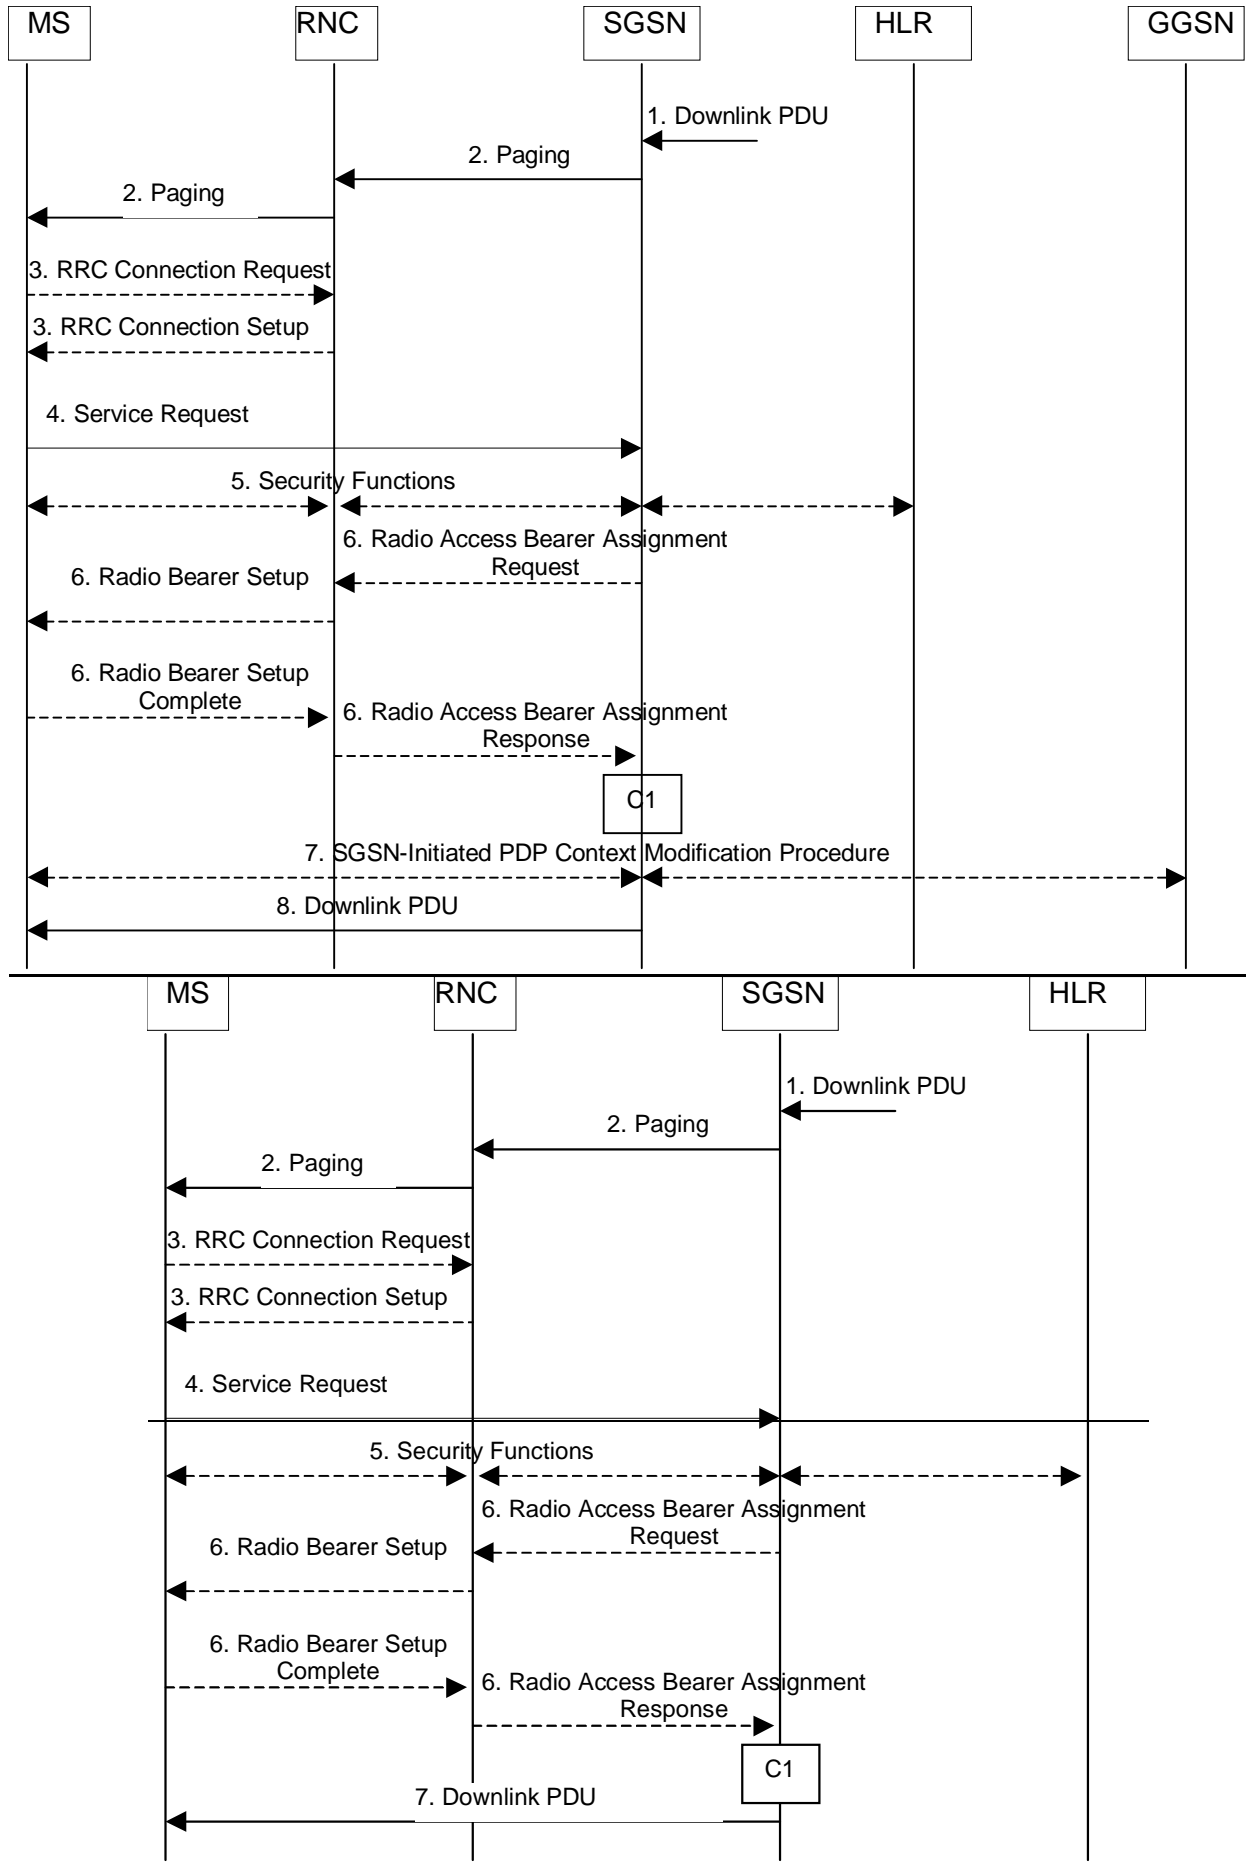 MS RNC SGSN HLR GGSN
1. Downlink PDU
2. Paging
2. Paging
3. RRC Connection Request
3. RRC Connection Setup
4. Service Request
5. Security Functions
6. Radio Access Bearer Assignment
Request
6. Radio Bearer Setup
6. Radio Bearer Setup
Complete
6. Radio Access Bearer Assignment
Response
C1
7. SGSN-Initiated PDP Context Modification Procedure
8. Downlink PDU
MS RNC SGSN HLR
1. Downlink PDU
2. Paging
2. Paging
3. RRC Connection Request
3. RRC Connection Setup
4. Service Request
5. Security Functions
6. Radio Access Bearer Assignment
Request
6. Radio Bearer Setup
6. Radio Bearer Setup
Complete
6. Radio Access Bearer Assignment
Response
C1
7. Downlink PDU